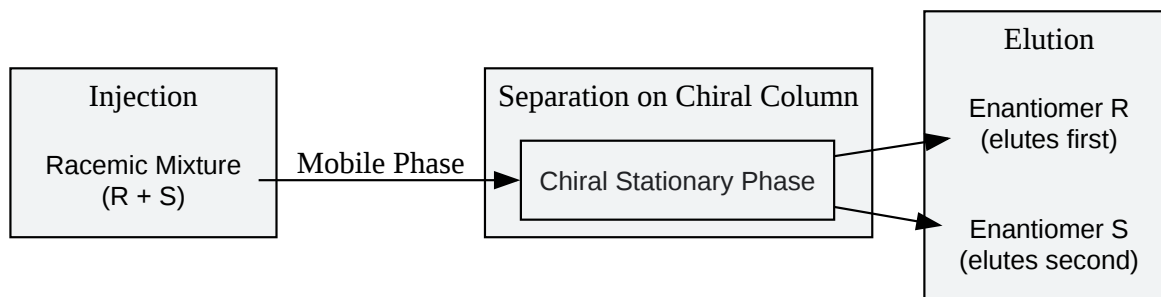 Injection
Racemic Mixture
(R + S)
Mobile Phase
Separation on Chiral Column
Chiral Stationary Phase
Elution
Enantiomer R
(elutes first)
Enantiomer S
(elutes second)